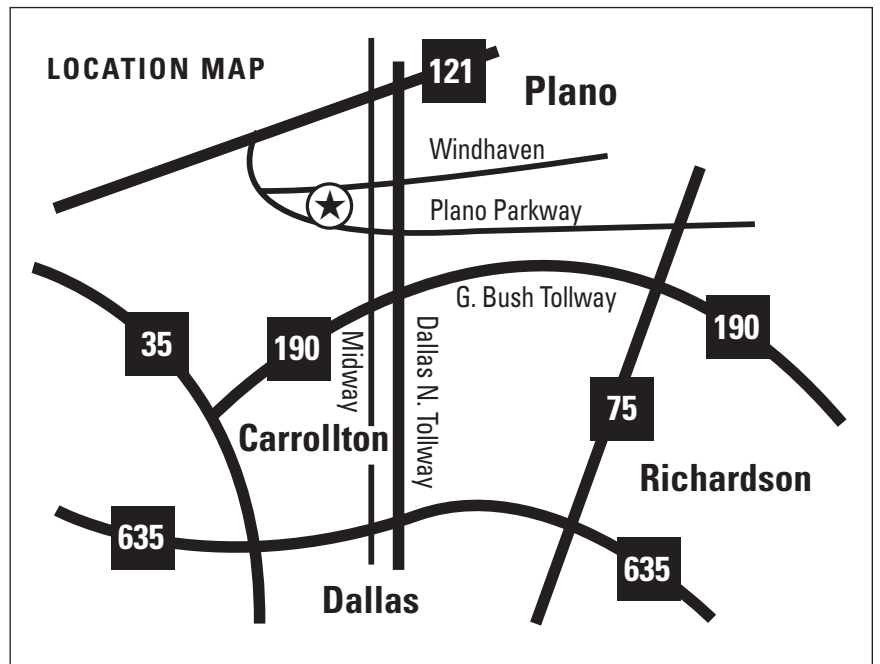 LOCATION MAP
121
Plano
Windhaven
Plano Parkway
G. Bush Tollway
35
190
Midway
Dallas N. Tollway
190
75
Carrollton
Richardson
635
635
Dallas